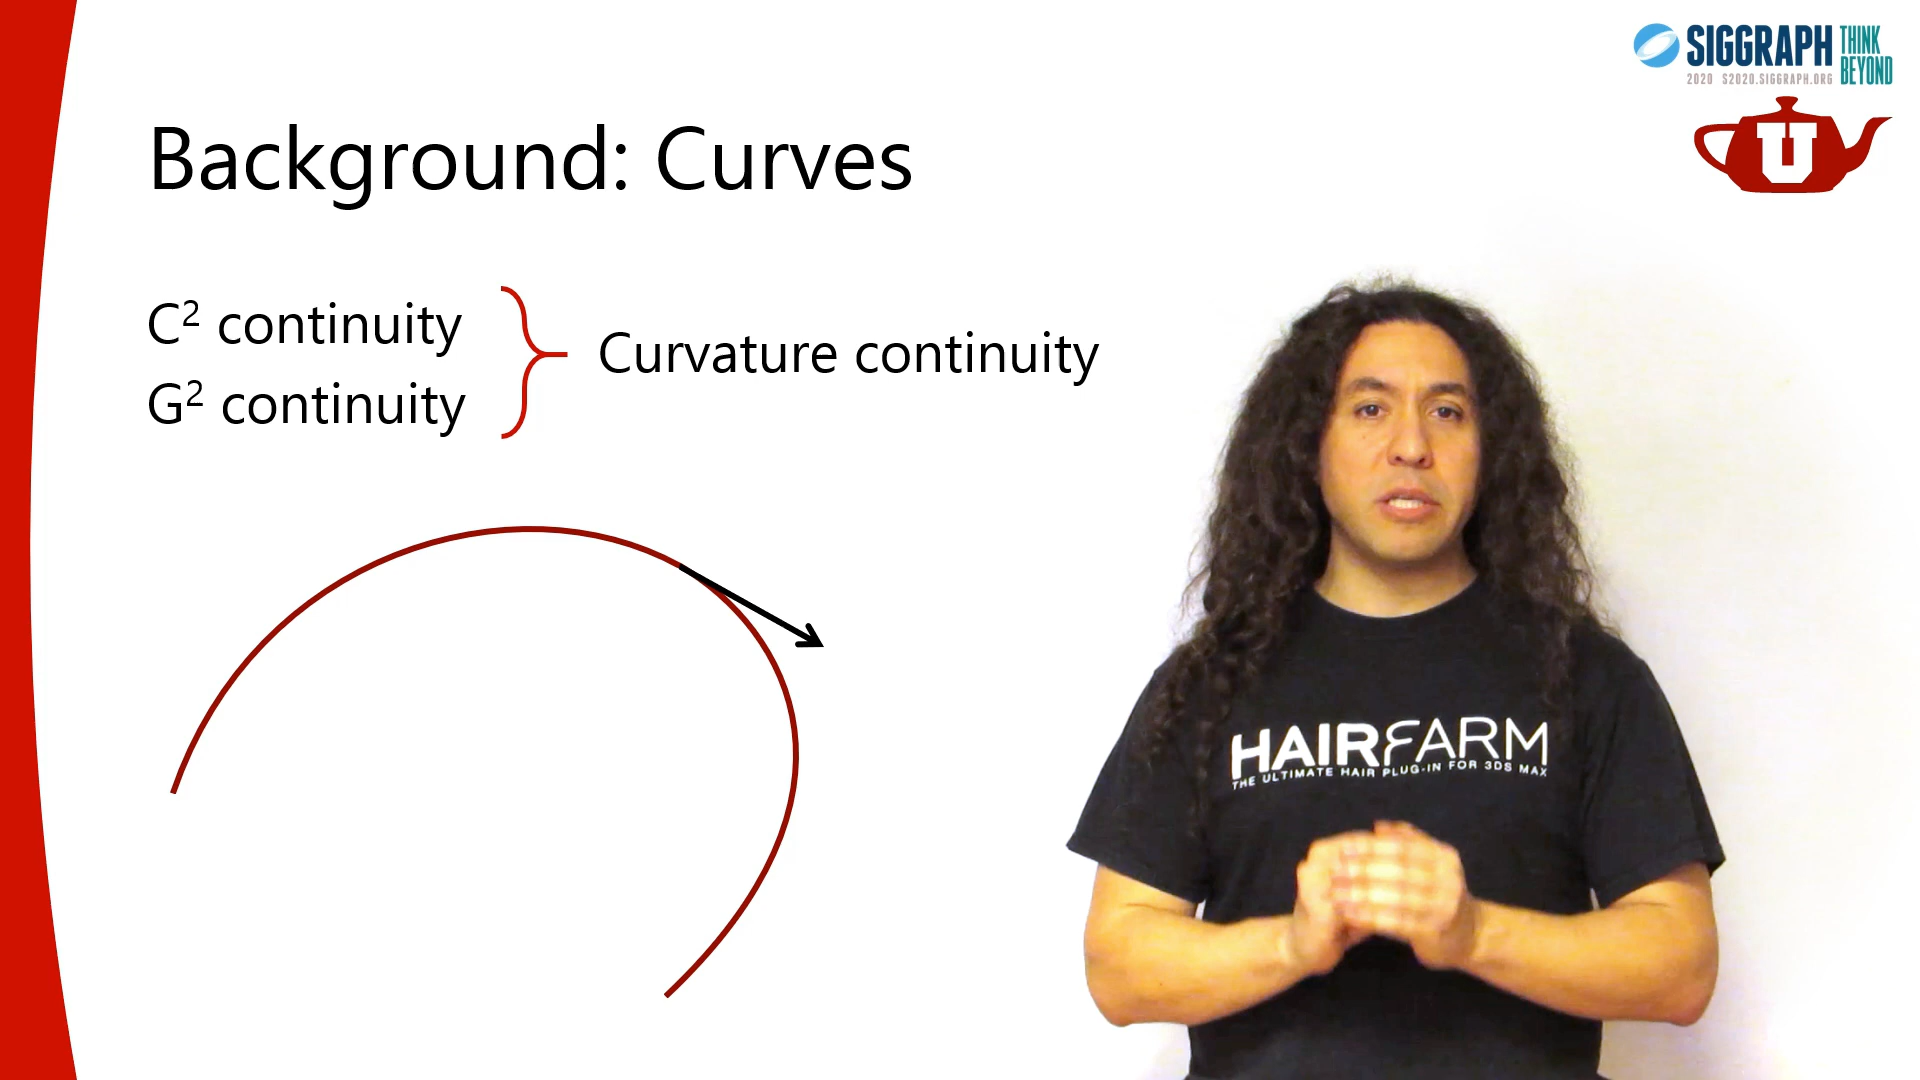 SIGGRAPH THINK BEYOND
2020 S2020.SIGGRAPH.ORG
U
Background: Curves
C² continuity
G² continuity
Curvature continuity
HAIRFARM
THE ULTIMATE HAIR PLUG-IN FOR 3DS MAX